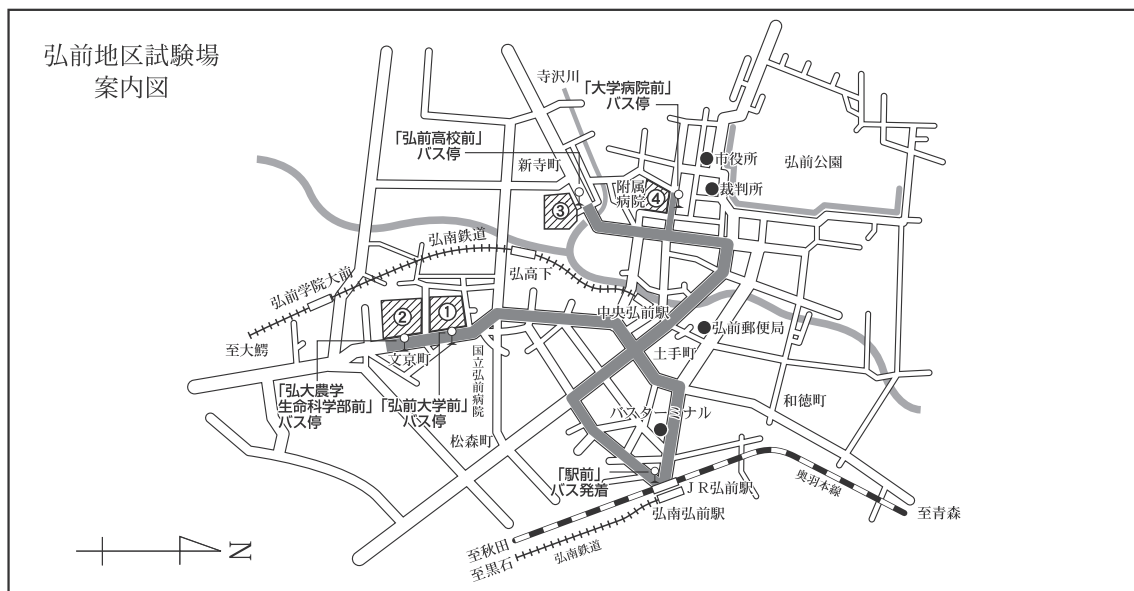 弘前地区試験場
案内図
寺沢川
「大学病院前」
バス停
「弘前高校前」
バス停
新寺町
市役所
弘前公園
裁判所
附属
病院
④
③
弘南鉄道
弘高下
弘前学院大前
中央弘前駅
①
②
弘前郵便局
至大鰐
文京町
土手町
国立弘前病院
「弘大農学
生命科学部前」
バス停
「弘前大学前」
バス停
和徳町
バスターミナル
松森町
「駅前」
バス発着
JR弘前駅
奥羽本線
弘南弘前駅
至青森
至秋田
至黒石
弘南鉄道
N